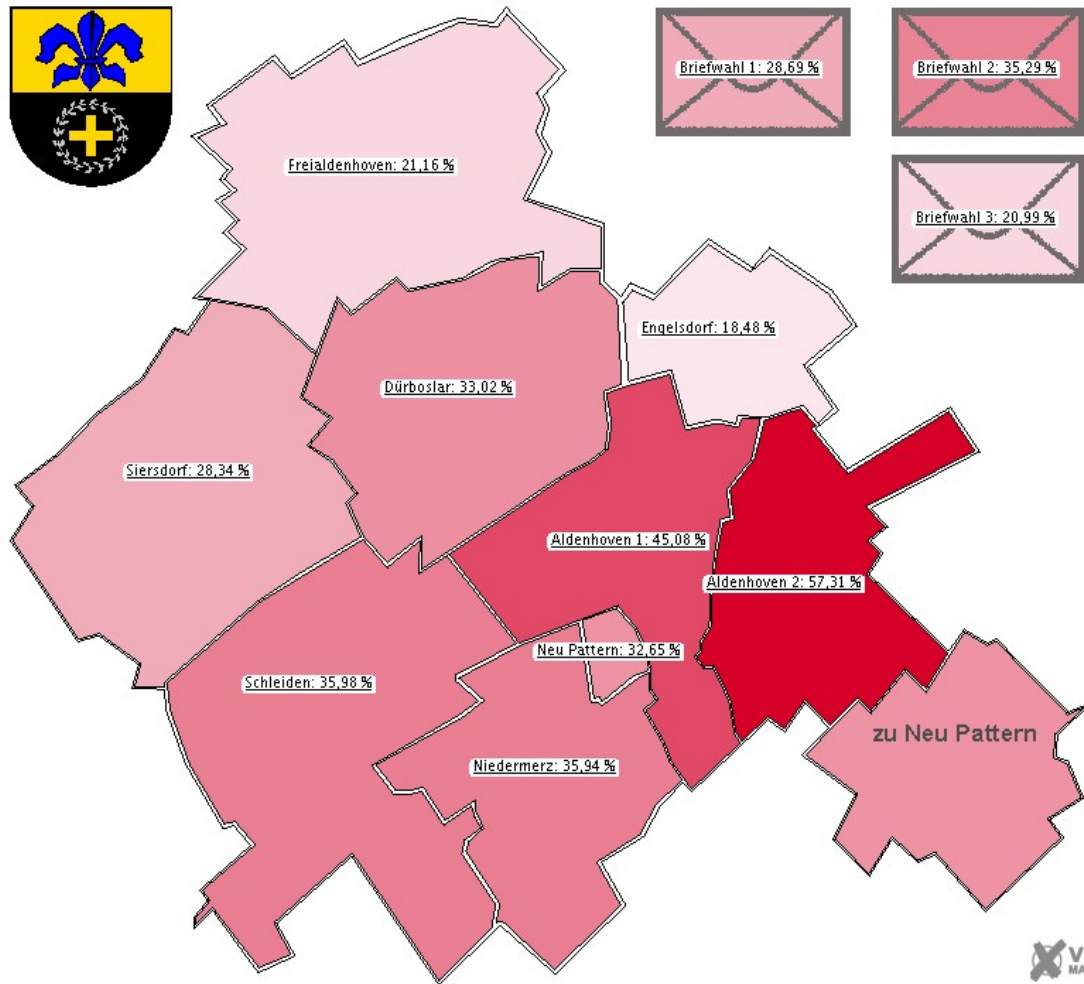 Briefwahl 1: 28,69 %
Briefwahl 2: 35,29 %
Freialdenhoven: 21,16 %
Briefwahl 3: 20,99 %
Engelsdorf: 18,48 %
Dürboslar: 33,02 %
Siersdorf: 28,34 %
Aldenhoven 1: 45,08 %
Aldenhoven 2: 57,31 %
Neu Pattern: 32,65 %
Schleiden: 35,98 %
zu Neu Pattern
Niedermerz: 35,94 %